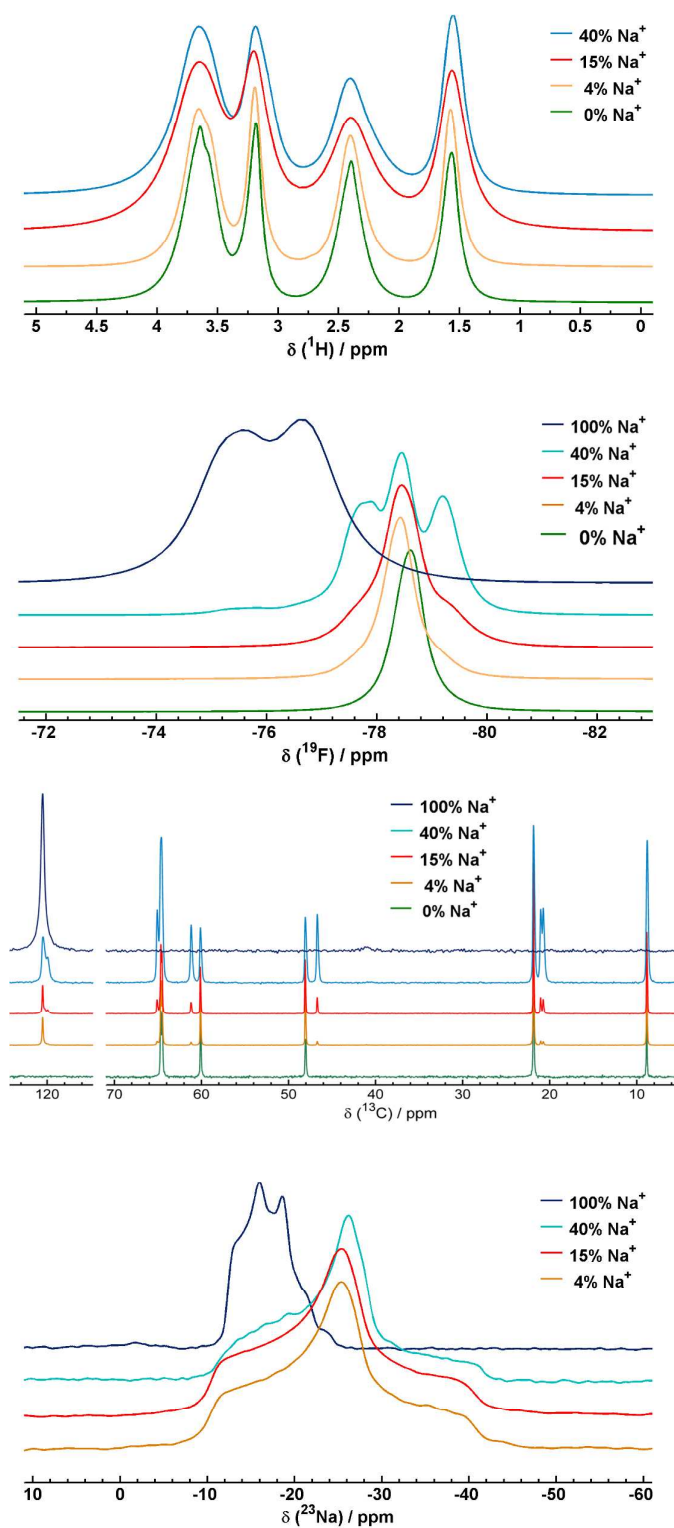 40% Na⁺
15% Na⁺
4% Na⁺
0% Na⁺
5 4.5 4 3.5 3 2.5 2 1.5 1 0.5 0
δ (¹H) / ppm
100% Na⁺
40% Na⁺
15% Na⁺
4% Na⁺
0% Na⁺
-72 -74 -76 -78 -80 -82
δ (¹⁹F) / ppm
100% Na⁺
40% Na⁺
15% Na⁺
4% Na⁺
0% Na⁺
120 70 60 50 40 30 20 10
δ (¹³C) / ppm
100% Na⁺
40% Na⁺
15% Na⁺
4% Na⁺
10 0 -10 -20 -30 -40 -50 -60
δ (²³Na) / ppm